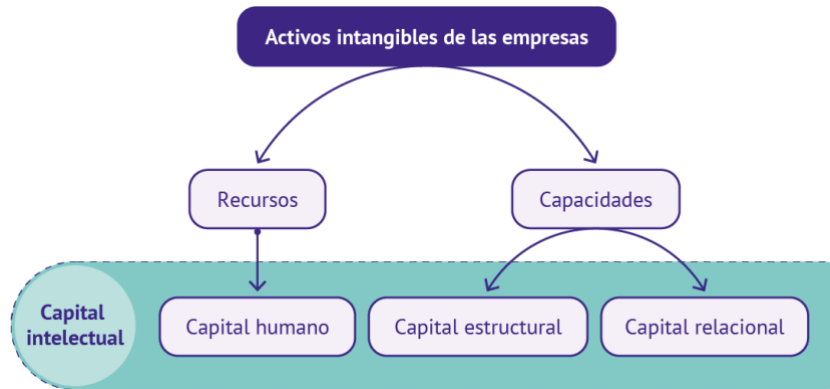 Activos intangibles de las empresas
Recursos
Capacidades
Capital
intelectual
Capital humano
Capital estructural
Capital relacional